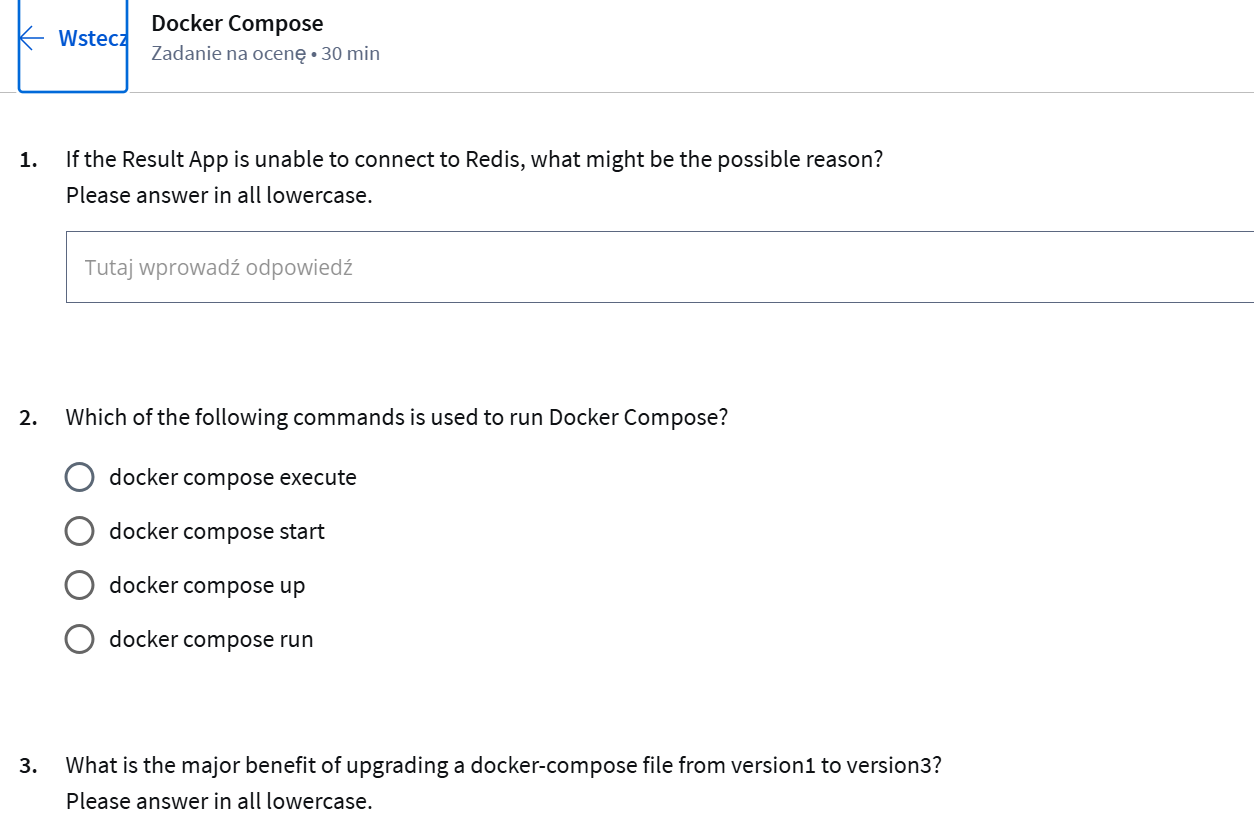 Wstecz
Docker Compose
Zadanie na ocenę • 30 min
1. If the Result App is unable to connect to Redis, what might be the possible reason?
Please answer in all lowercase.
Tutaj wprowadź odpowiedź
2. Which of the following commands is used to run Docker Compose?
docker compose execute
docker compose start
docker compose up
docker compose run
3. What is the major benefit of upgrading a docker-compose file from version1 to version3?
Please answer in all lowercase.